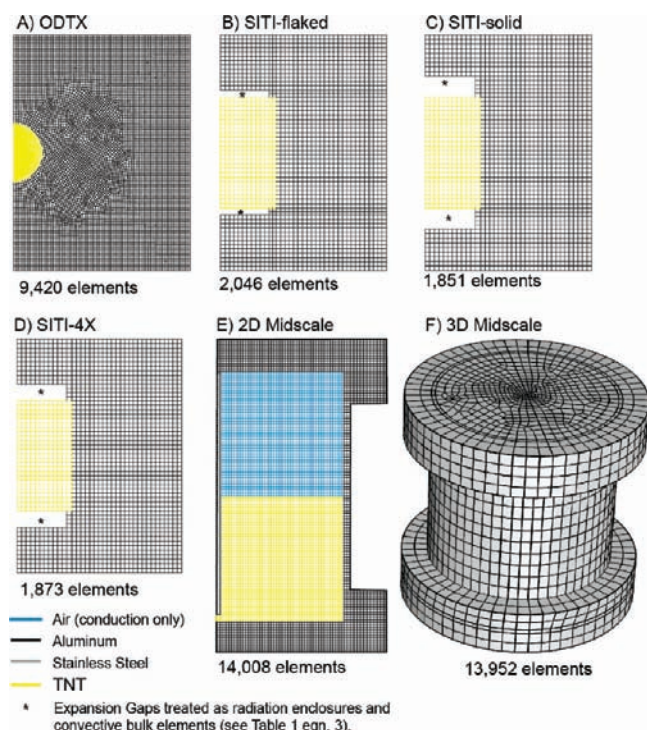 A) ODTX
B) SITI-flaked
C) SITI-solid
*
*
*
*
9,420 elements
2,046 elements
1,851 elements
D) SITI-4X
E) 2D Midscale
F) 3D Midscale
*
*
1,873 elements
14,008 elements
13,952 elements
Air (conduction only)
Aluminum
Stainless Steel
TNT
* Expansion Gaps treated as radiation enclosures and
convective bulk elements (see Table 1 eqn. 3).